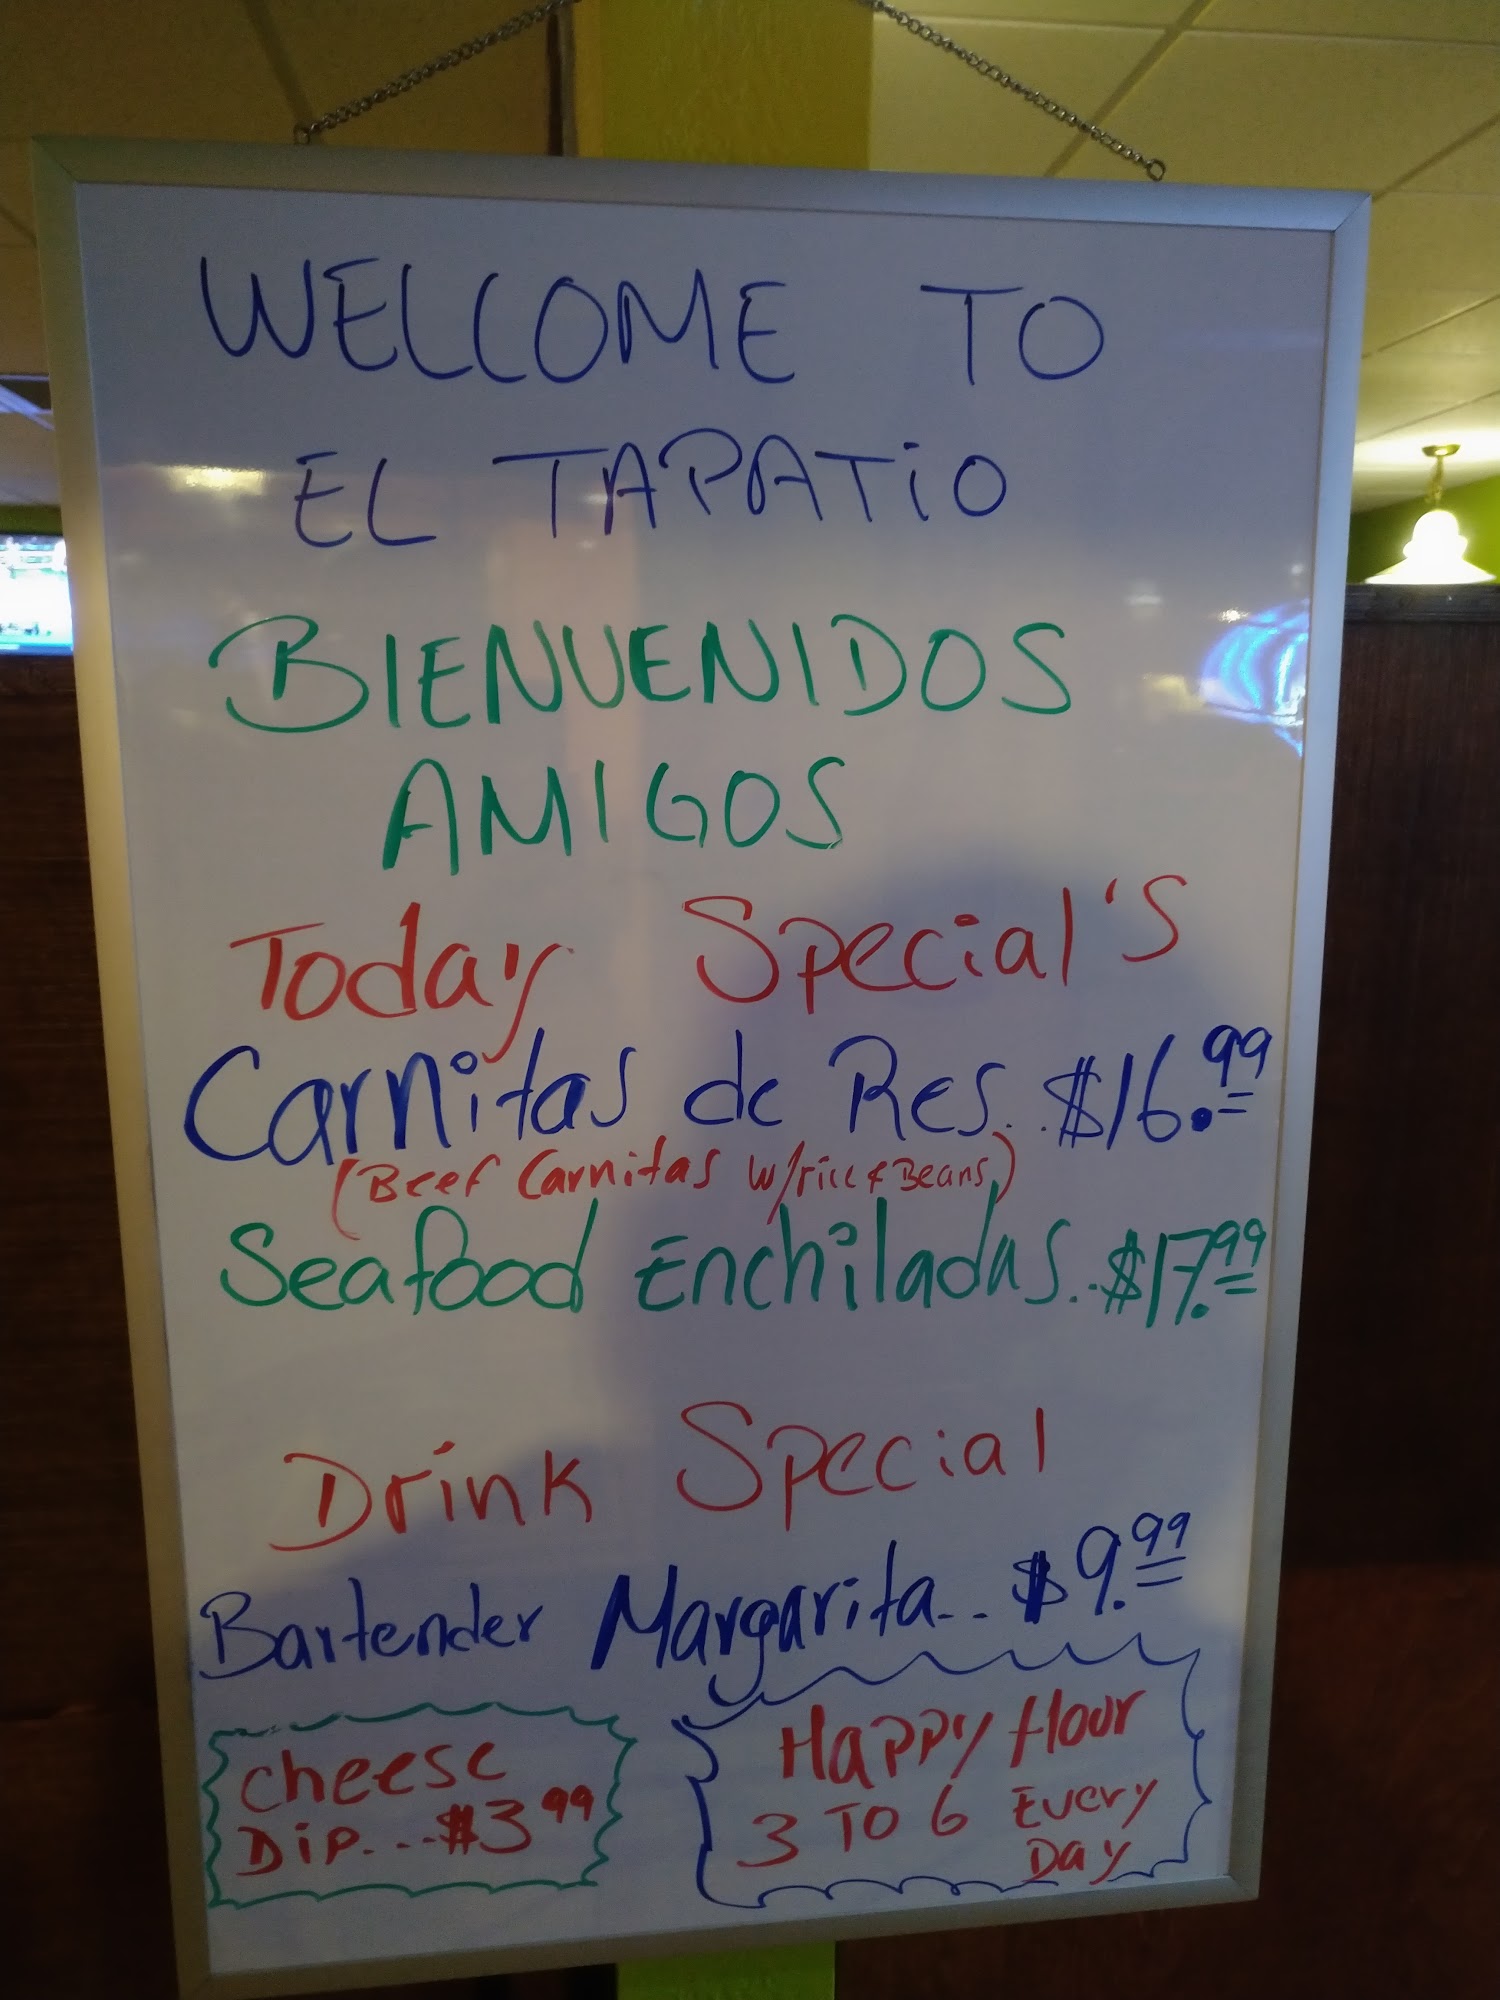 WELCOME TO
EL TAPATiO
BIENVENIDOS
AMIGOS
Today Special's
Carnitas de Res... $16.99
(Beef Carnitas w/rice & Beans)
Seafood Enchiladas... $17.99
Drink Special
Bartender Margarita... $9.99
Cheese
Dip... $3 99
Happy Hour
3 TO 6 Every
Day